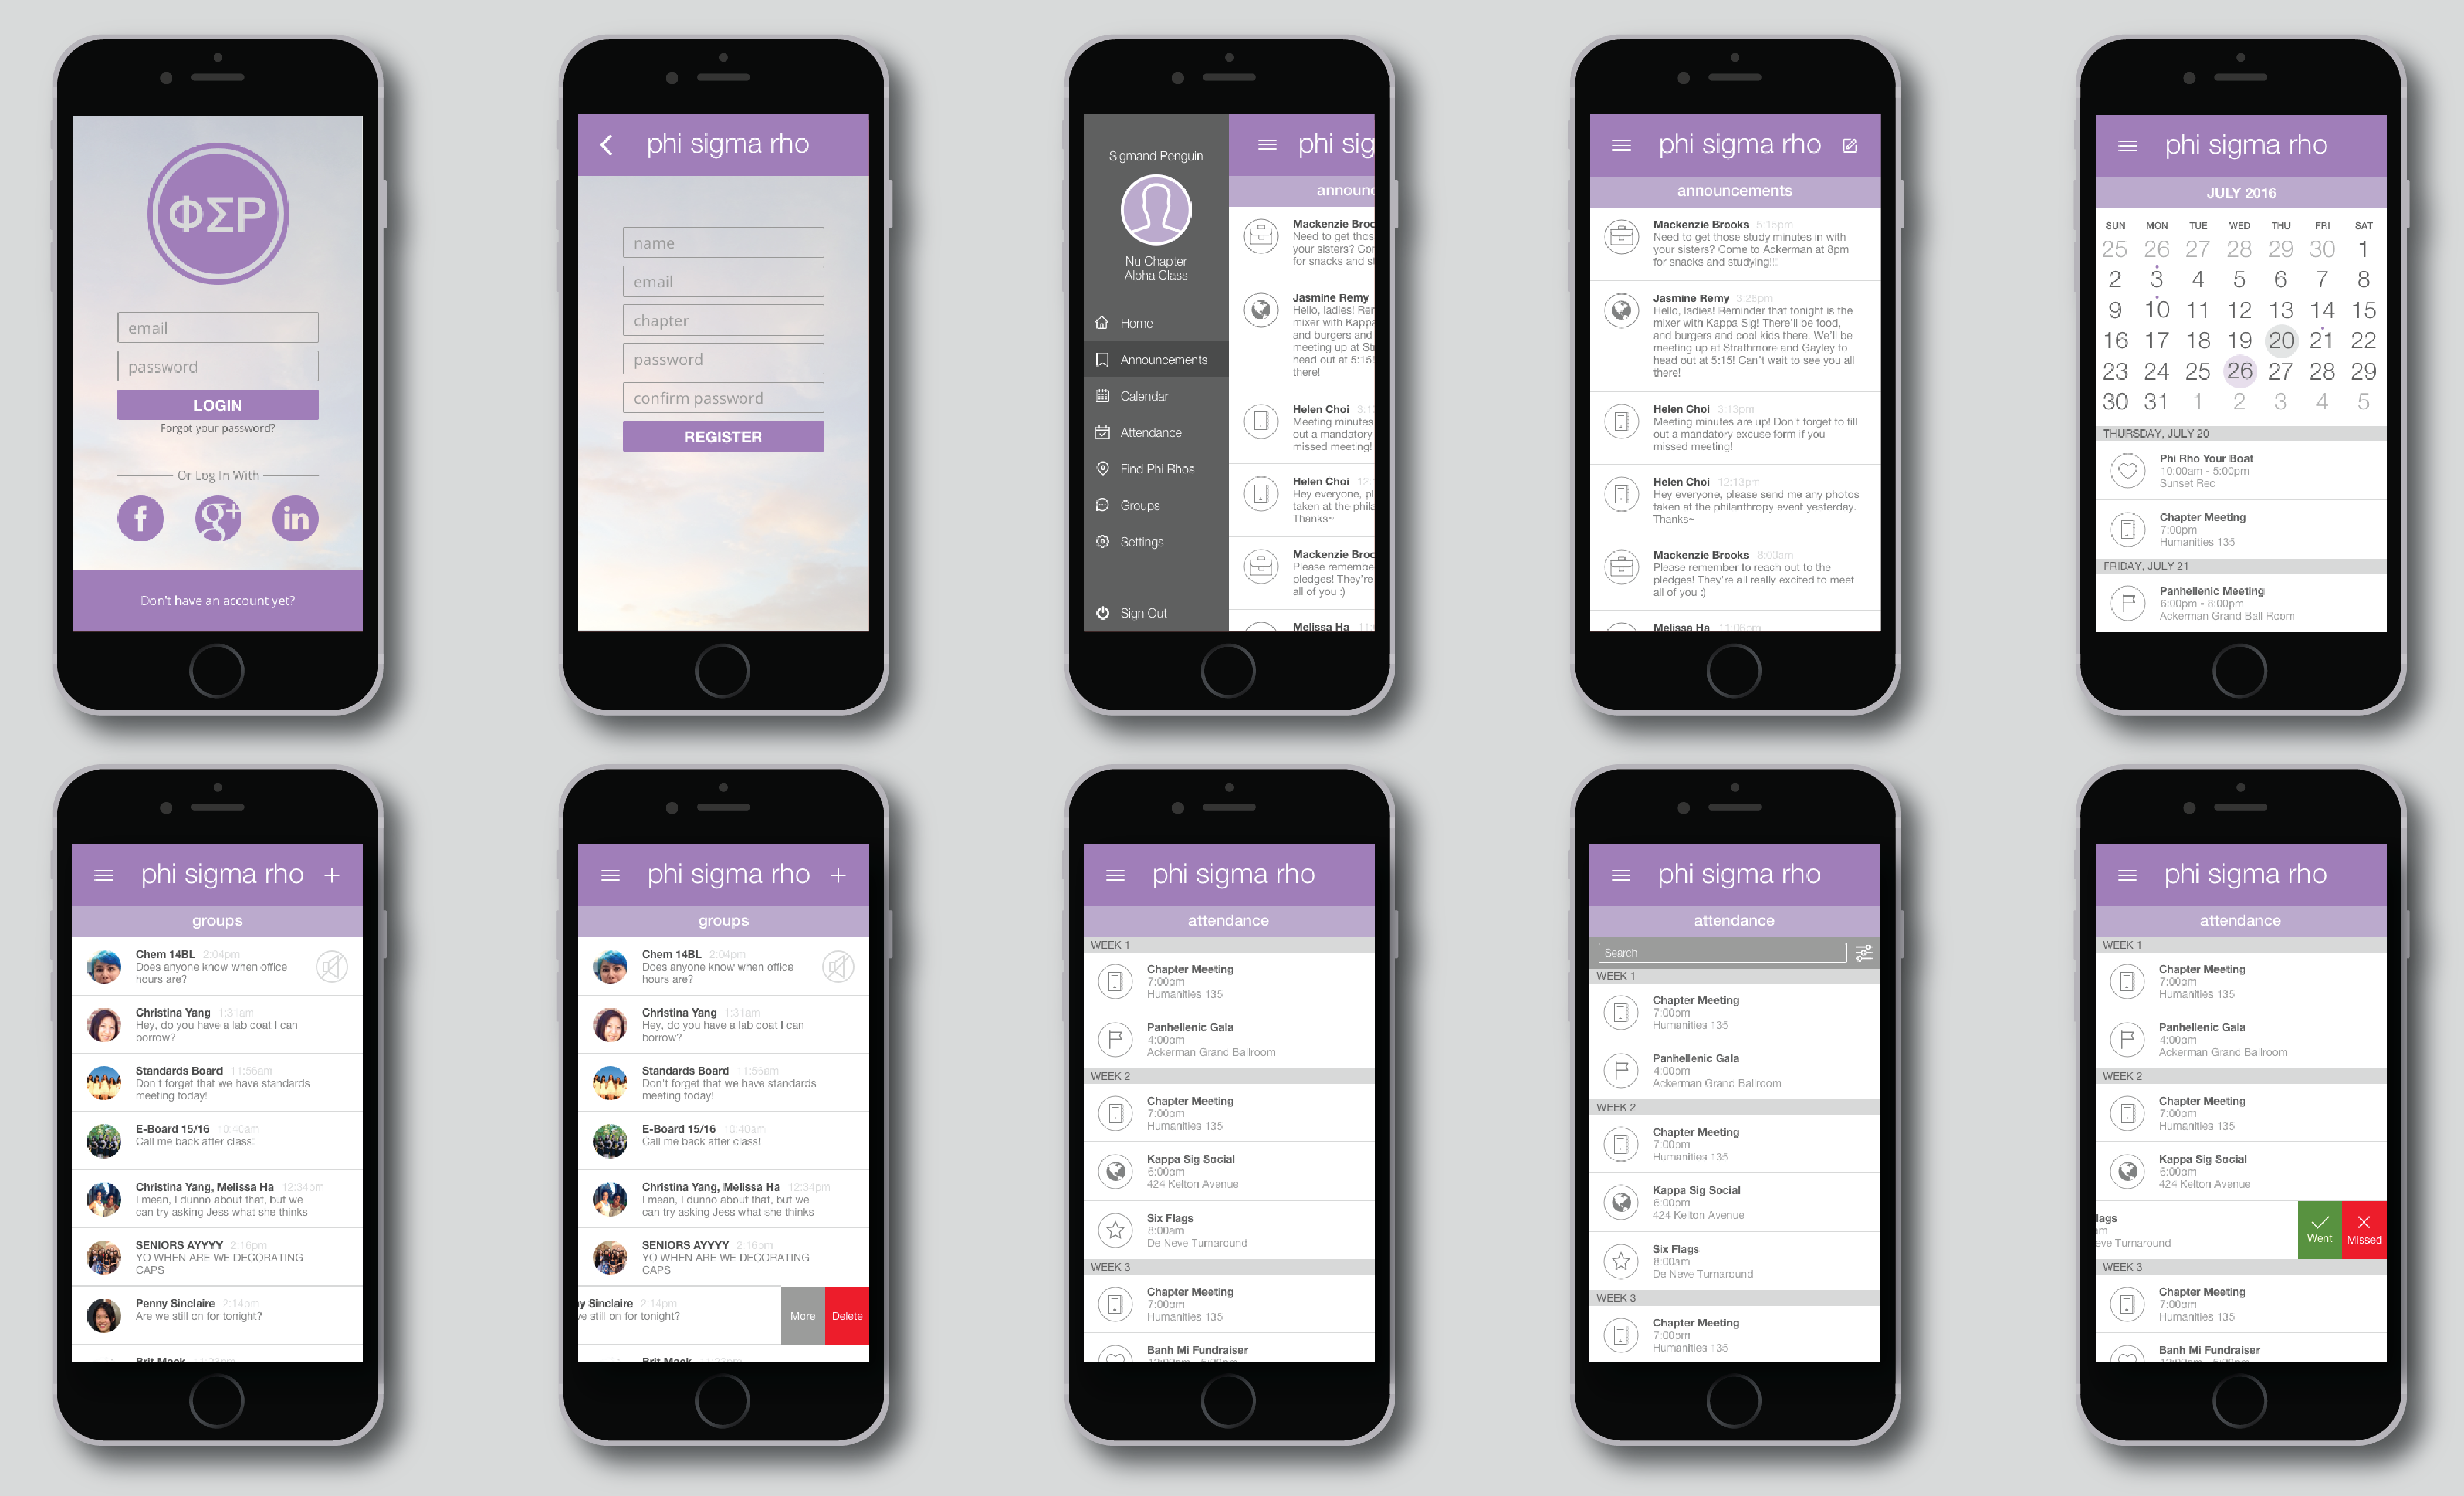 ΦΣΡ
email
password
LOGIN
Forgot your password?
Or Log In With
f
g+
in
Don't have an account yet?
phi sigma rho
name
email
chapter
password
confirm password
REGISTER
Sigmand Penguin
Nu Chapter
Alpha Class
Home
Announcements
Calendar
Attendance
Find Phi Rhos
Groups
Settings
Sign Out
phi sig
announc
Mackenzie Broo
Need to get thos
your sisters? Cor
for snacks and st
Jasmine Remy
Hello, ladies! Rer
mixer with Kappa
and burgers and
meeting up at St
head out at 5:15!
there!
Helen Choi 3:1
Meeting minutes
out a mandatory
missed meeting!
Helen Choi 12:
Hey everyone, pl
taken at the phila
Thanks~
Mackenzie Broo
Please remembe
pledges! They're
all of you :)
Melissa Ha 11:
phi sigma rho
announcements
Mackenzie Brooks 5:15pm
Need to get those study minutes in with
your sisters? Come to Ackerman at 8pm
for snacks and studying!!!
Jasmine Remy 3:28pm
Hello, ladies! Reminder that tonight is the
mixer with Kappa Sig! There'll be food,
and burgers and cool kids there. We'll be
meeting up at Strathmore and Gayley to
head out at 5:15! Can't wait to see you all
there!
Helen Choi 3:13pm
Meeting minutes are up! Don't forget to fill
out a mandatory excuse form if you
missed meeting!
Helen Choi 12:13pm
Hey everyone, please send me any photos
taken at the philanthropy event yesterday.
Thanks~
Mackenzie Brooks 8:00am
Please remember to reach out to the
pledges! They're all really excited to meet
all of you :)
Melissa Ha 11:06pm
phi sigma rho
JULY 2016
SUN MON TUE WED THU FRI SAT
25 26 27 28 29 30 1
2 3 4 5 6 7 8
9 10 11 12 13 14 15
16 17 18 19 20 21 22
23 24 25 26 27 28 29
30 31 1 2 3 4 5
THURSDAY, JULY 20
Phi Rho Your Boat
10:00am - 5:00pm
Sunset Rec
Chapter Meeting
7:00pm
Humanities 135
FRIDAY, JULY 21
Panhellenic Meeting
6:00pm - 8:00pm
Ackerman Grand Ball Room
phi sigma rho
groups
Chem 14BL 2:04pm
Does anyone know when office
hours are?
Christina Yang 1:31am
Hey, do you have a lab coat I can
borrow?
Standards Board 11:56am
Don't forget that we have standards
meeting today!
E-Board 15/16 10:40am
Call me back after class!
Christina Yang, Melissa Ha 12:34pm
I mean, I dunno about that, but we
can try asking Jess what she thinks
SENIORS AYYYY 2:16pm
YO WHEN ARE WE DECORATING
CAPS
Penny Sinclaire 2:14pm
Are we still on for tonight?
Brit Mack
phi sigma rho
groups
Chem 14BL 2:04pm
Does anyone know when office
hours are?
Christina Yang 1:31am
Hey, do you have a lab coat I can
borrow?
Standards Board 11:56am
Don't forget that we have standards
meeting today!
E-Board 15/16 10:40am
Call me back after class!
Christina Yang, Melissa Ha 12:34pm
I mean, I dunno about that, but we
can try asking Jess what she thinks
SENIORS AYYYY 2:16pm
YO WHEN ARE WE DECORATING
CAPS
y Sinclaire 2:14pm
e still on for tonight?
More
Delete
Brit Mack
phi sigma rho
attendance
WEEK 1
Chapter Meeting
7:00pm
Humanities 135
Panhellenic Gala
4:00pm
Ackerman Grand Ballroom
WEEK 2
Chapter Meeting
7:00pm
Humanities 135
Kappa Sig Social
6:00pm
424 Kelton Avenue
Six Flags
8:00am
De Neve Turnaround
WEEK 3
Chapter Meeting
7:00pm
Humanities 135
Banh Mi Fundraiser
phi sigma rho
attendance
Search
WEEK 1
Chapter Meeting
7:00pm
Humanities 135
Panhellenic Gala
4:00pm
Ackerman Grand Ballroom
WEEK 2
Chapter Meeting
7:00pm
Humanities 135
Kappa Sig Social
6:00pm
424 Kelton Avenue
Six Flags
8:00am
De Neve Turnaround
WEEK 3
Chapter Meeting
7:00pm
Humanities 135
phi sigma rho
attendance
WEEK 1
Chapter Meeting
7:00pm
Humanities 135
Panhellenic Gala
4:00pm
Ackerman Grand Ballroom
WEEK 2
Chapter Meeting
7:00pm
Humanities 135
Kappa Sig Social
6:00pm
424 Kelton Avenue
lags
am
eve Turnaround
Went
Missed
WEEK 3
Chapter Meeting
7:00pm
Humanities 135
Banh Mi Fundraiser